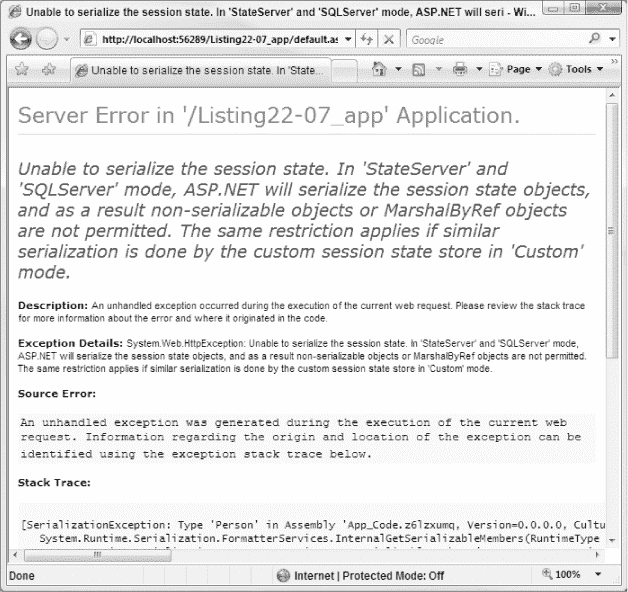 Unable to serialize the session state. In 'StateServer' and 'SQLServer' mode, ASP.NET will seri - Wi...
http://localhost:56289/Listing22-07_app/default.as
Google
Unable to serialize the session state. In 'State...
Page
Tools
Server Error in '/Listing22-07_app' Application.
Unable to serialize the session state. In 'StateServer' and
'SQLServer' mode, ASP.NET will serialize the session state objects,
and as a result non-serializable objects or MarshalByRef objects
are not permitted. The same restriction applies if similar
serialization is done by the custom session state store in 'Custom'
mode.
Description: An unhandled exception occurred during the execution of the current web request. Please review the stack trace
for more information about the error and where it originated in the code.
Exception Details: System.Web.HttpException: Unable to serialize the session state. In 'StateServer' and 'SQLServer' mode,
ASP.NET will serialize the session state objects, and as a result non-serializable objects or MarshalByRef objects are not permitted.
The same restriction applies if similar serialization is done by the custom session state store in 'Custom' mode.
Source Error:
An unhandled exception was generated during the execution of the current web
request. Information regarding the origin and location of the exception can be
identified using the exception stack trace below.
Stack Trace:
[SerializationException: Type 'Person' in Assembly 'App_Code.z6lzxumq, Version=0.0.0.0, Cultu
System.Runtime.Serialization.FormatterServices.InternalGetSerializableMembers(RuntimeType
Done
Internet | Protected Mode: Off
100%